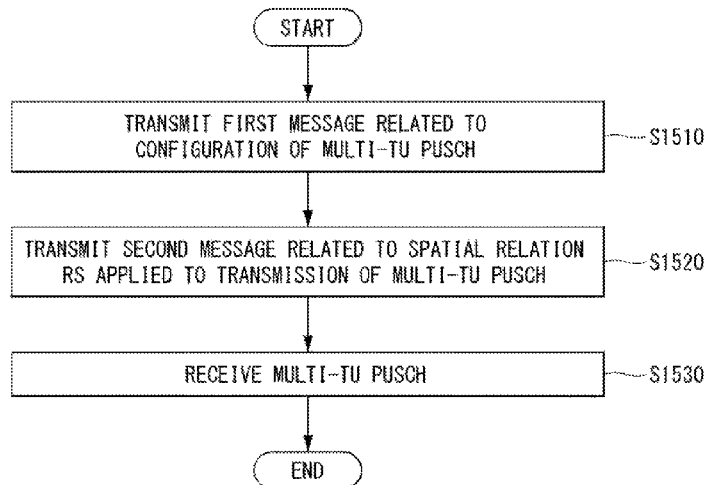 START
TRANSMIT FIRST MESSAGE RELATED TO
CONFIGURATION OF MULTI-TU PUSCH
S1510
TRANSMIT SECOND MESSAGE RELATED TO SPATIAL RELATION
RS APPLIED TO TRANSMISSION OF MULTI-TU PUSCH
S1520
RECEIVE MULTI-TU PUSCH
S1530
END